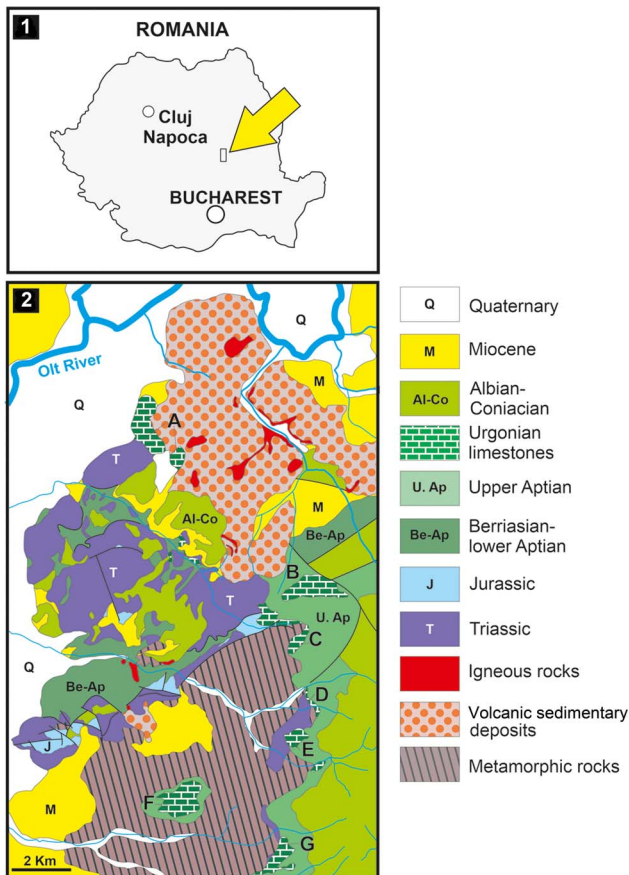 1
ROMANIA
Cluj
Napoca
BUCHAREST
2
Q
Olt River
M
Q
A
T
Al-Co
M
Be-Ap
T
B
T
U. Ap
C
Q
Be-Ap
D
J
E
M
F
G
2 Km
Q Quaternary
M Miocene
Al-Co Albian-
Coniacian
Urgonian
limestones
U. Ap Upper Aptian
Be-Ap Berriasian-
lower Aptian
J Jurassic
T Triassic
Igneous rocks
Volcanic sedimentary
deposits
Metamorphic rocks